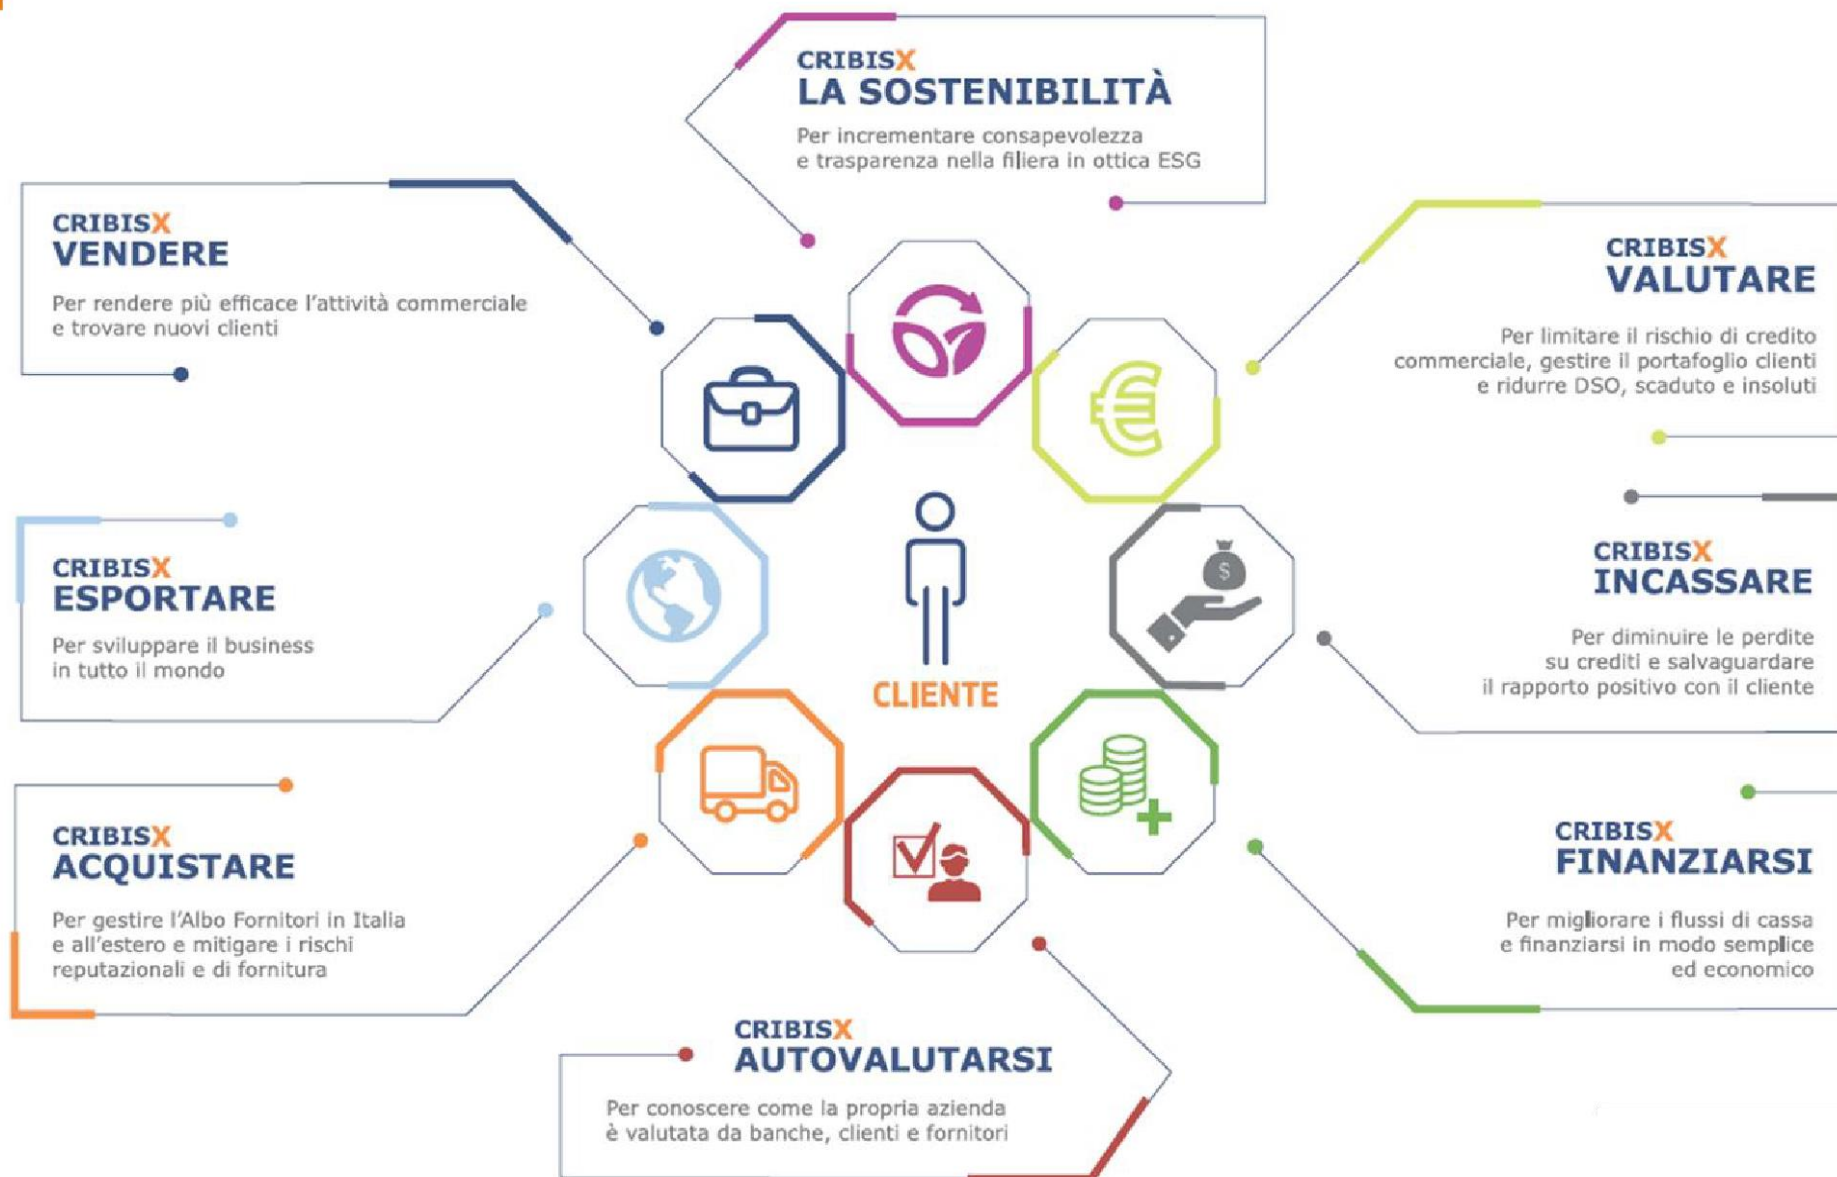 CRIBISX
LA SOSTENIBILITÀ
Per incrementare consapevolezza
e trasparenza nella filiera in ottica ESG
CRIBISX
VENDERE
Per rendere più efficace l'attività commerciale
e trovare nuovi clienti
CRIBISX
VALUTARE
Per limitare il rischio di credito
commerciale, gestire il portafoglio clienti
e ridurre DSO, scaduto e insoluti
CRIBISX
ESPORTARE
Per sviluppare il business
in tutto il mondo
€
$
CLIENTE
CRIBISX
INCASSARE
Per diminuire le perdite
su crediti e salvaguardare
il rapporto positivo con il cliente
CRIBISX
ACQUISTARE
Per gestire l'Albo Fornitori in Italia
e all'estero e mitigare i rischi
reputazionali e di fornitura
CRIBISX
FINANZIARSI
Per migliorare i flussi di cassa
e finanziarsi in modo semplice
ed economico
CRIBISX
AUTOVALUTARSI
Per conoscere come la propria azienda
è valutata da banche, clienti e fornitori